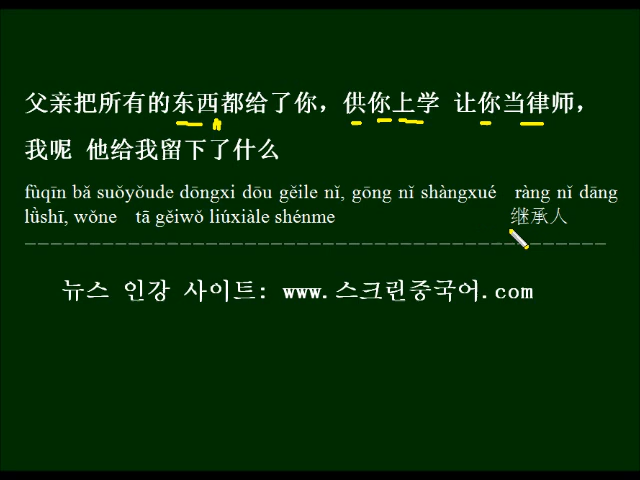 父亲把所有的东西都给了你，供你上学 让你当律师，
我呢 他给我留下了什么
fùqīn bǎ suǒyǒude dōngxi dōu gěile nǐ, gōng nǐ shàngxué ràng nǐ dāng
lǜshī, wǒne tā gěiwǒ liúxiàle shénme 继承人
뉴스 인강 사이트: www.스크린중국어.com